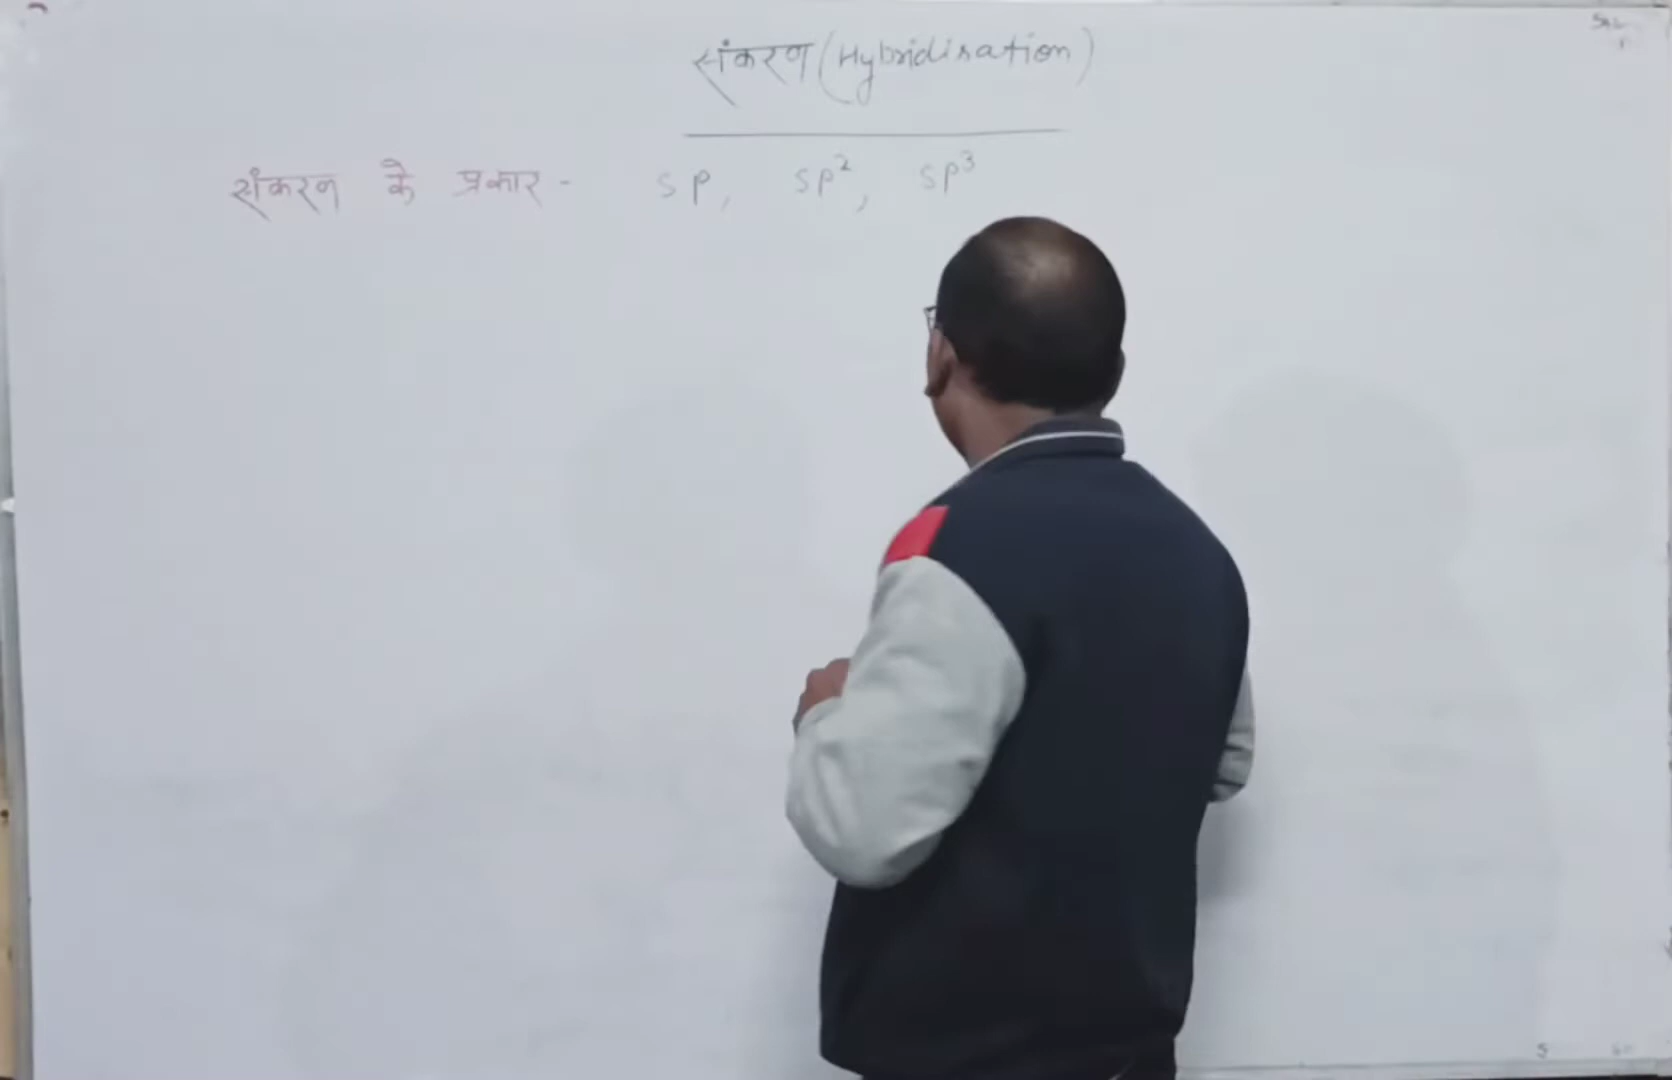 संकरण (Hybridisation)
संकरण के प्रकार - sp, sp², sp³